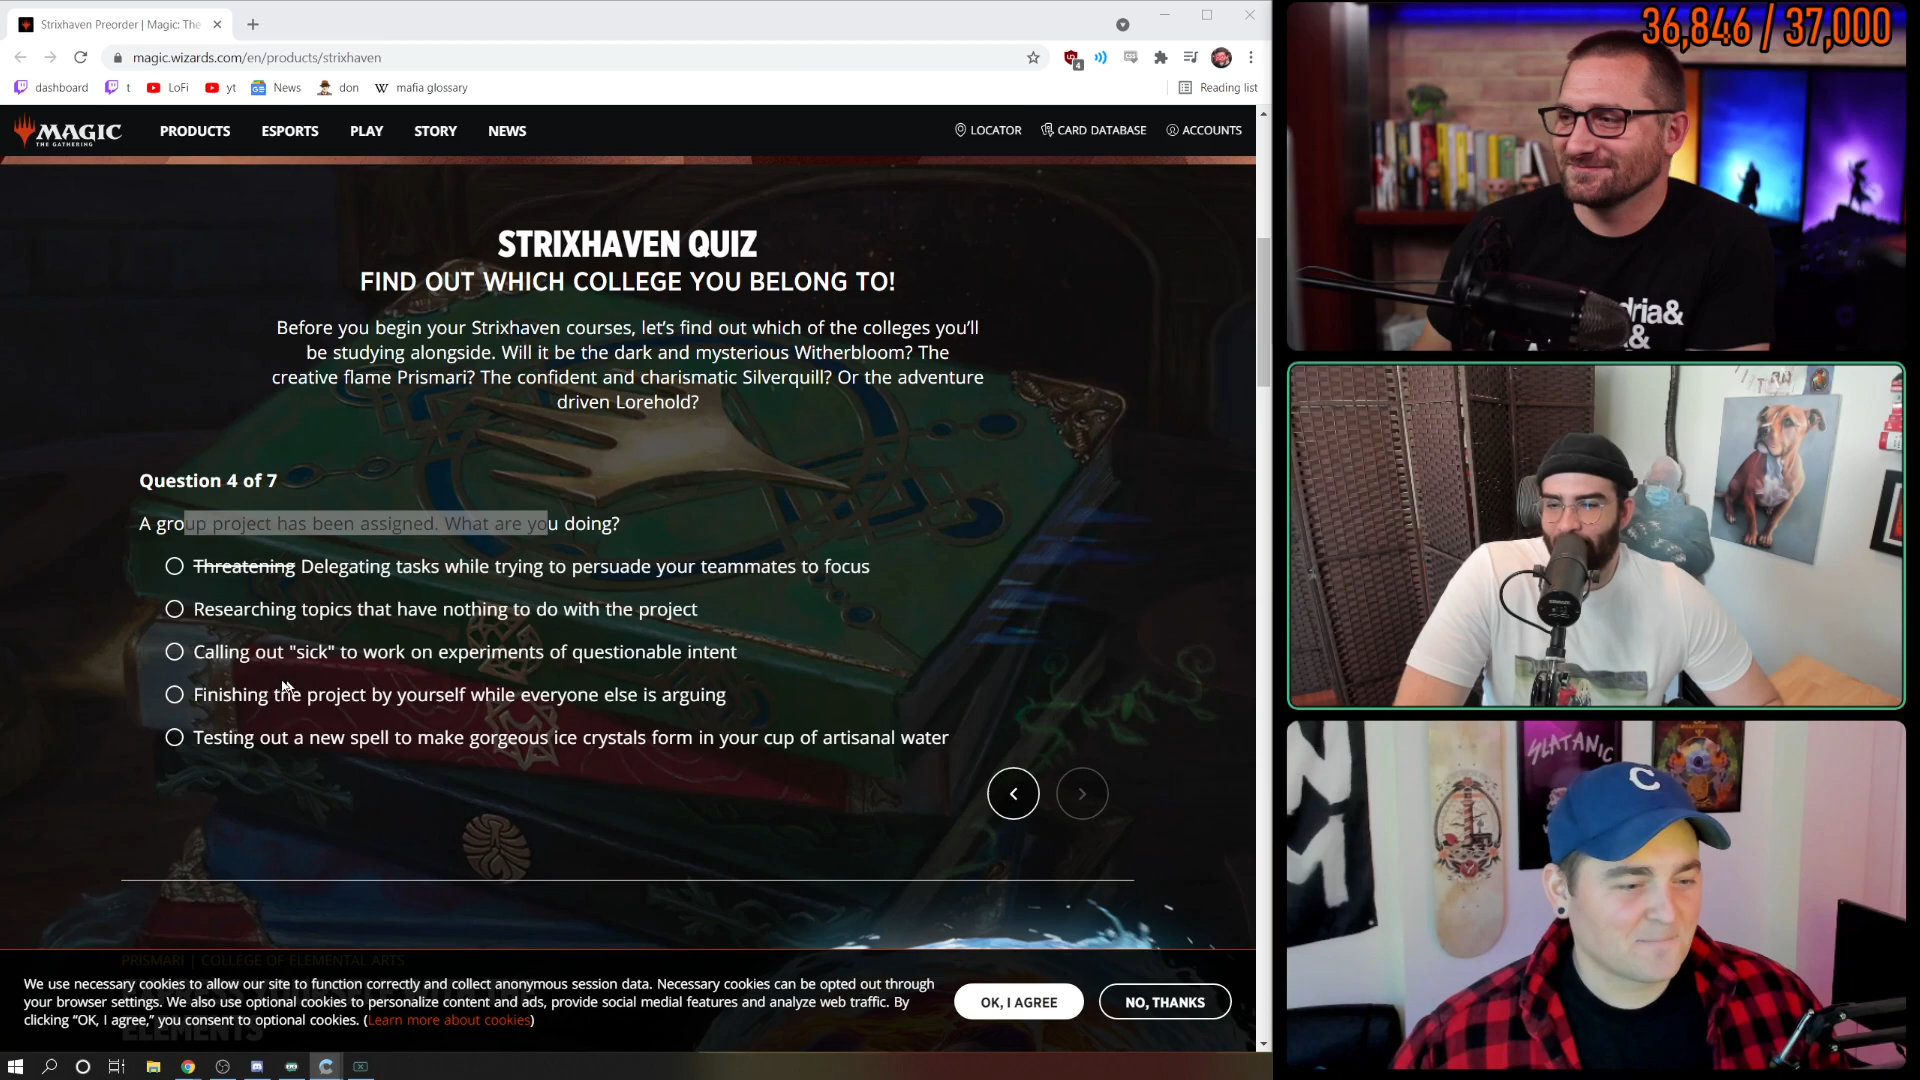 Strixhaven Preorder | Magic: The
magic.wizards.com/en/products/strixhaven
4
dashboard
t
LoFi
yt
News
don
W mafia glossary
Reading list
MAGIC
THE GATHERING
PRODUCTS
ESPORTS
PLAY
STORY
NEWS
LOCATOR
CARD DATABASE
ACCOUNTS
STRIXHAVEN QUIZ
FIND OUT WHICH COLLEGE YOU BELONG TO!
Before you begin your Strixhaven courses, let's find out which of the colleges you'll
be studying alongside. Will it be the dark and mysterious Witherbloom? The
creative flame Prismari? The confident and charismatic Silverquill? Or the adventure
driven Lorehold?
Question 4 of 7
A group project has been assigned. What are you doing?
Threatening Delegating tasks while trying to persuade your teammates to focus
Researching topics that have nothing to do with the project
Calling out "sick" to work on experiments of questionable intent
Finishing the project by yourself while everyone else is arguing
Testing out a new spell to make gorgeous ice crystals form in your cup of artisanal water
PRISMARI | COLLEGE OF ELEMENTAL ARTS
ELEMENTS
We use necessary cookies to allow our site to function correctly and collect anonymous session data. Necessary cookies can be opted out through
your browser settings. We also use optional cookies to personalize content and ads, provide social medial features and analyze web traffic. By
clicking "OK, I agree," you consent to optional cookies. (Learn more about cookies)
OK, I AGREE
NO, THANKS
36,846 / 37,000
dria&
&
SLATANIC
C